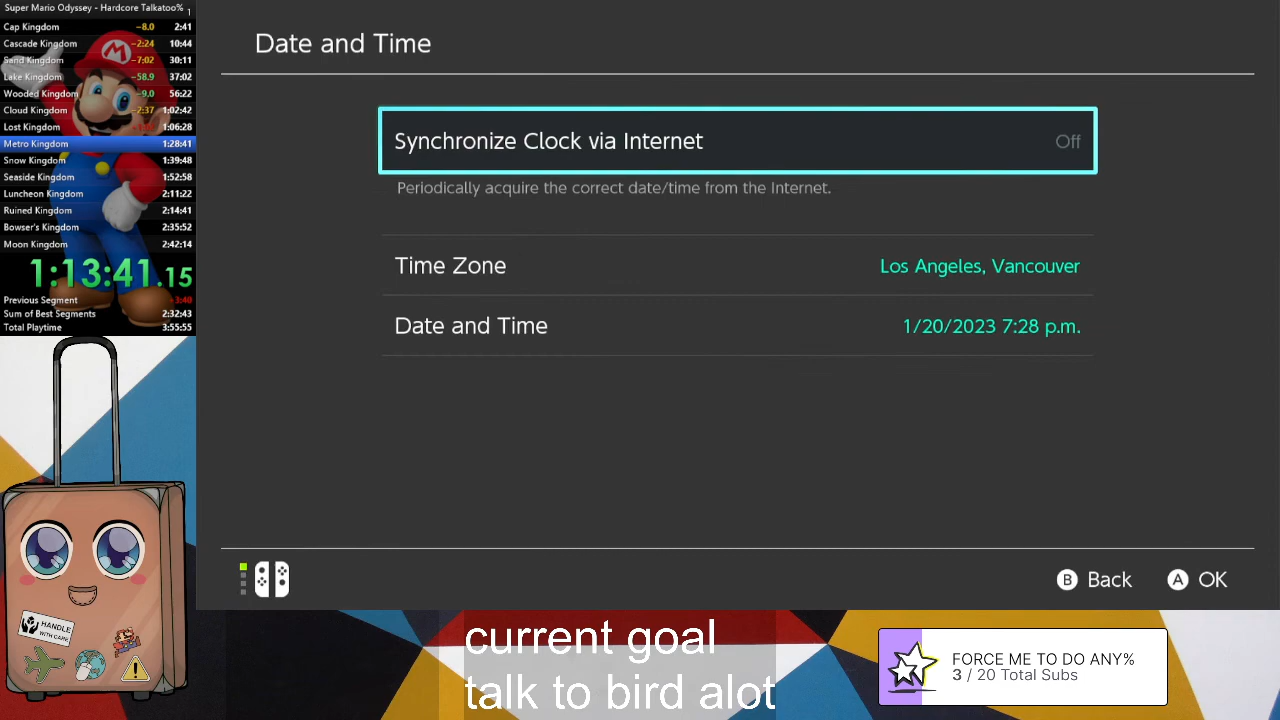 Super Mario Odyssey - Hardcore Talkatoo% 1
Cap Kingdom -8.0 2:41
Cascade Kingdom -2:24 10:44
Sand Kingdom -7:02 30:11
Lake Kingdom -58.9 37:02
Wooded Kingdom -9.0 56:22
Cloud Kingdom -2:37 1:02:42
Lost Kingdom 1:06:28
Metro Kingdom 1:28:41
Snow Kingdom 1:39:48
Seaside Kingdom 1:52:58
Luncheon Kingdom 2:11:22
Ruined Kingdom 2:14:41
Bowser's Kingdom 2:35:52
Moon Kingdom 2:42:14
1:13:41.15
Previous Segment 3:40
Sum of Best Segments 2:32:43
Total Playtime 3:55:55
Date and Time
Synchronize Clock via Internet Off
Periodically acquire the correct date/time from the Internet.
Time Zone Los Angeles, Vancouver
Date and Time 1/20/2023 7:28 p.m.
B Back A OK
M
HANDLE
WITH CARE
!
current goal
talk to bird alot
FORCE ME TO DO ANY%
3 / 20 Total Subs